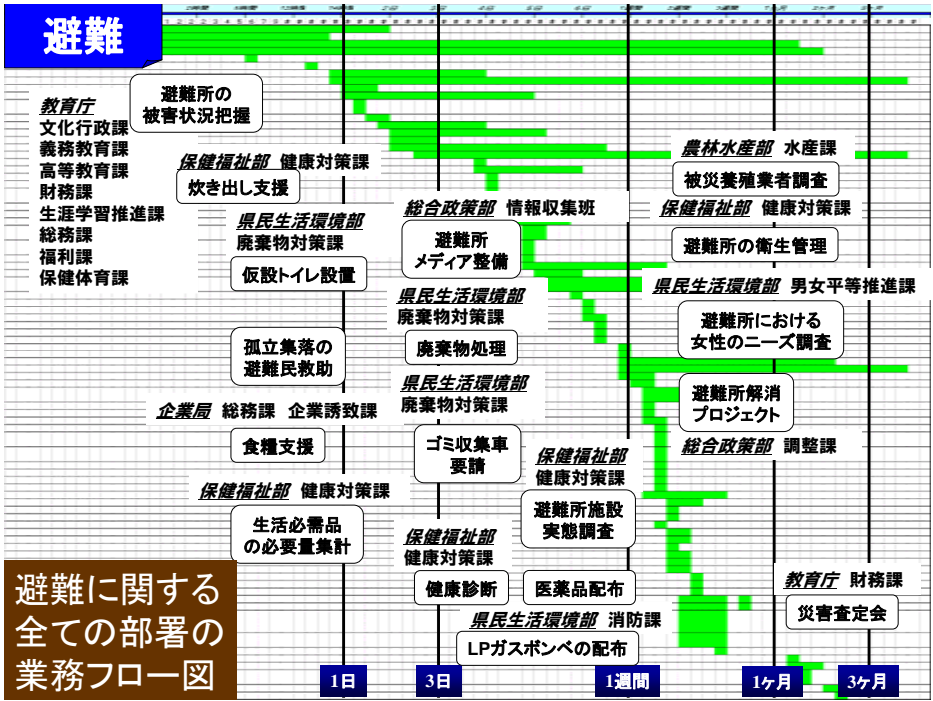 避難
避難所の
被害状況把握
教育庁
文化行政課
義務教育課
高等教育課
財務課
生涯学習推進課
総務課
福利課
保健体育課
保健福祉部 健康対策課
炊き出し支援
県民生活環境部
廃棄物対策課
仮設トイレ設置
孤立集落の
避難民救助
企業局 総務課 企業誘致課
食糧支援
保健福祉部 健康対策課
生活必需品
の必要量集計
総合政策部 情報収集班
避難所
メディア整備
県民生活環境部
廃棄物対策課
廃棄物処理
県民生活環境部
廃棄物対策課
ゴミ収集車
要請
保健福祉部
健康対策課
避難所施設
実態調査
保健福祉部
健康対策課
健康診断
医薬品配布
県民生活環境部 消防課
LPガスボンベの配布
農林水産部 水産課
被災養殖業者調査
保健福祉部 健康対策課
避難所の衛生管理
県民生活環境部 男女平等推進課
避難所における
女性のニーズ調査
避難所解消
プロジェクト
総合政策部 調整課
教育庁 財務課
災害査定会
避難に関する
全ての部署の
業務フロー図
1日
3日
1週間
1ヶ月
3ヶ月